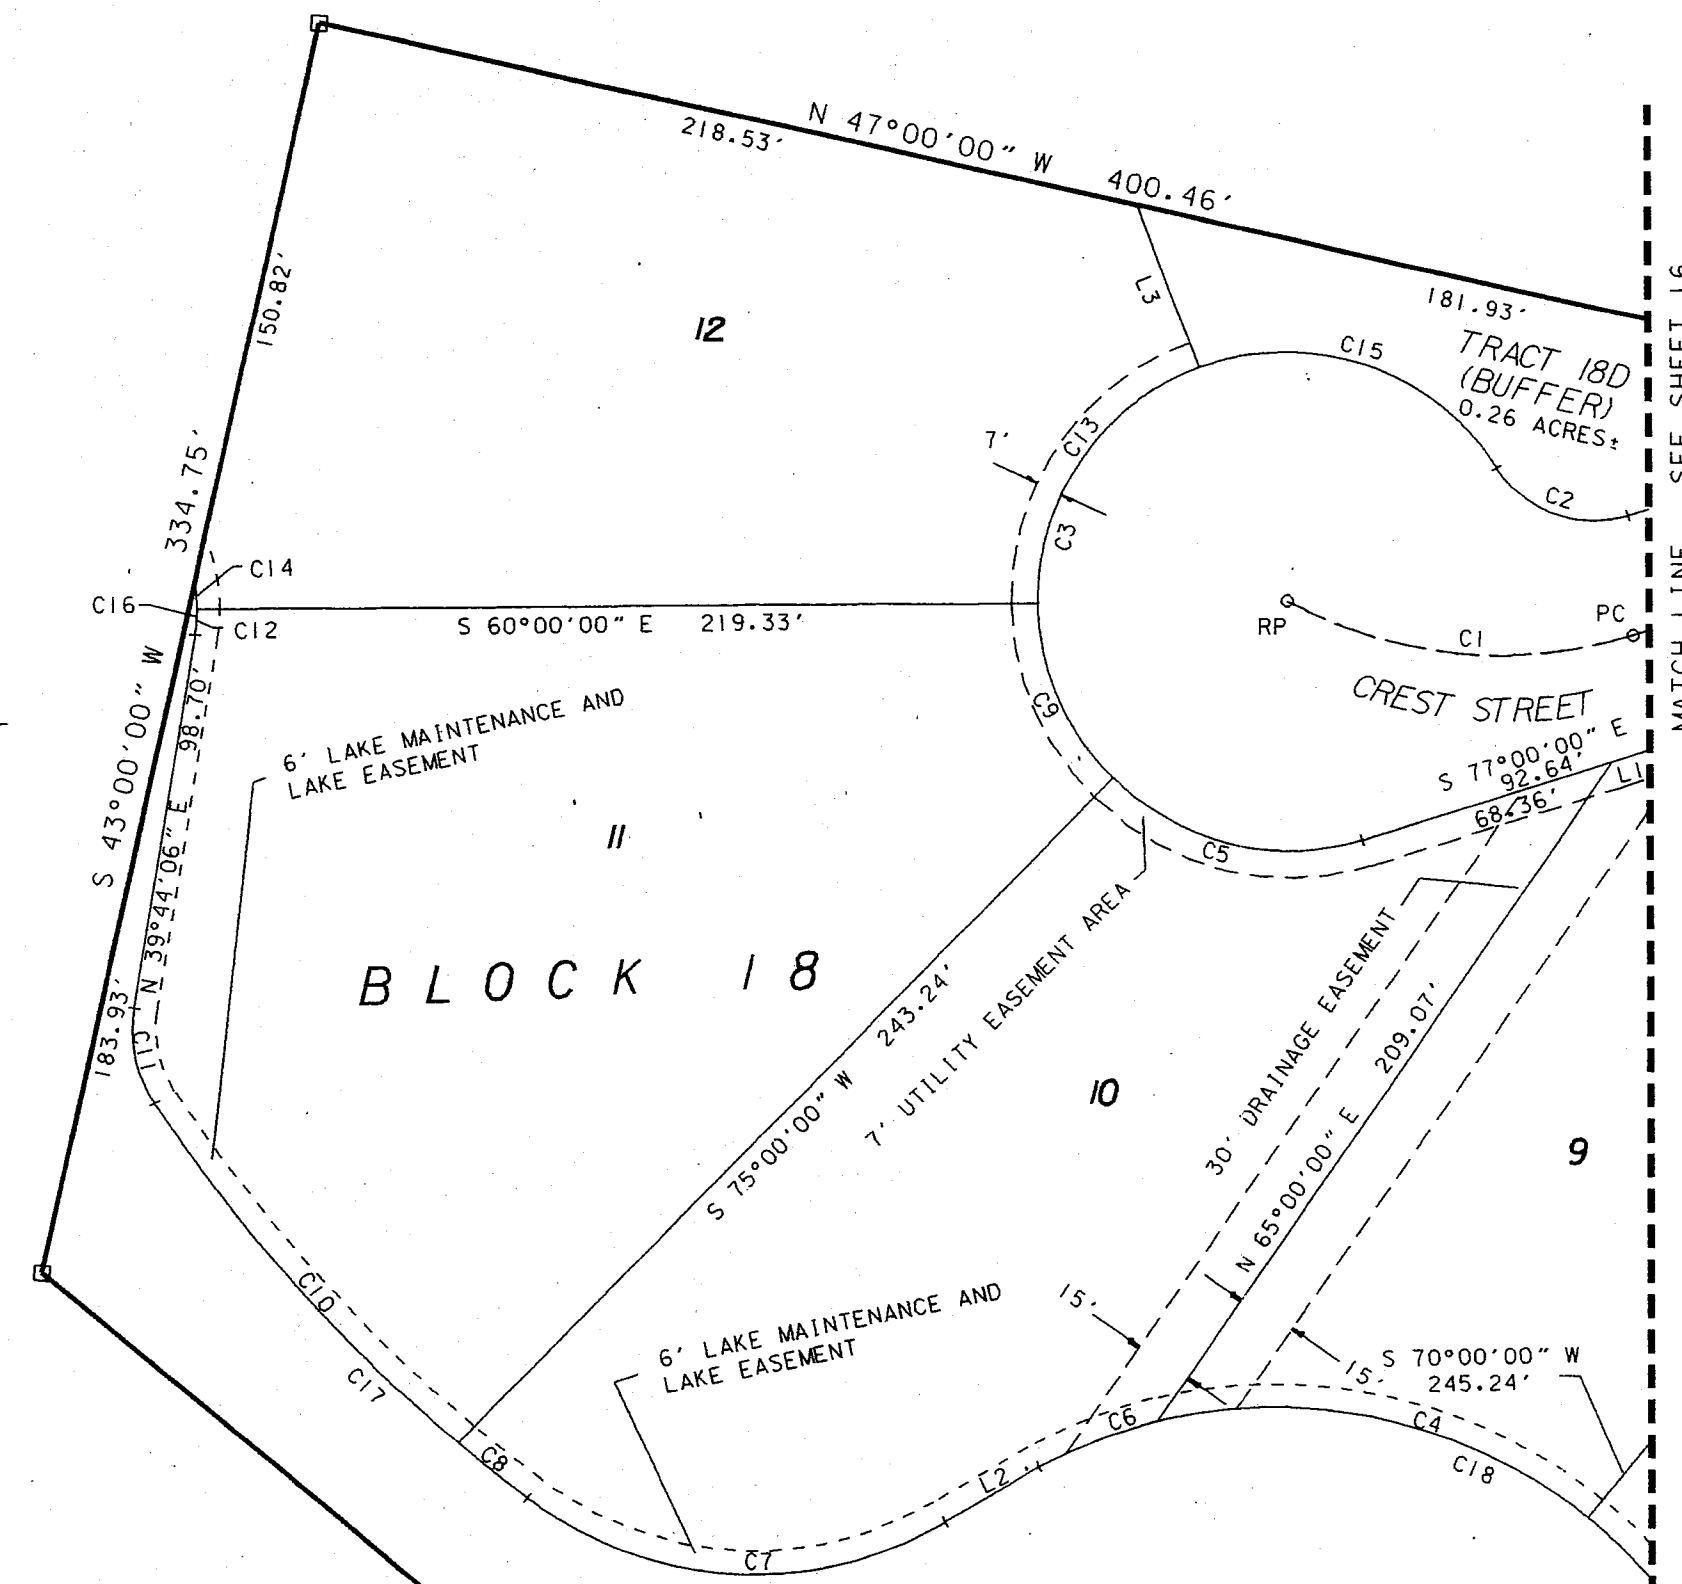 N 47°00'00" W
400.46'
218.53'
181.93'
150.82'
334.75'
S 43°00'00" W
183.93'
12
L3
C15
TRACT 18D
(BUFFER)
0.26 ACRES±
C2
C13
7'
C3
C14
C16
C12
S 60°00'00" E 219.33'
RP
PC
C1
CREST STREET
S 77°00'00" E
92.64'
68.36'
L1
C9
C5
98.70'
N 39°44'06" E
6' LAKE MAINTENANCE AND
LAKE EASEMENT
11
BLOCK 18
C11
S 75°00'00" W 243.24'
7' UTILITY EASEMENT AREA
30' DRAINAGE EASEMENT
10
209.07'
N 65°00'00" E
9
15'
15'
S 70°00'00" W
245.24'
6' LAKE MAINTENANCE AND
LAKE EASEMENT
C10
C17
C8
C7
L2
C6
C4
C18
MATCH LINE SEE SHEET 16